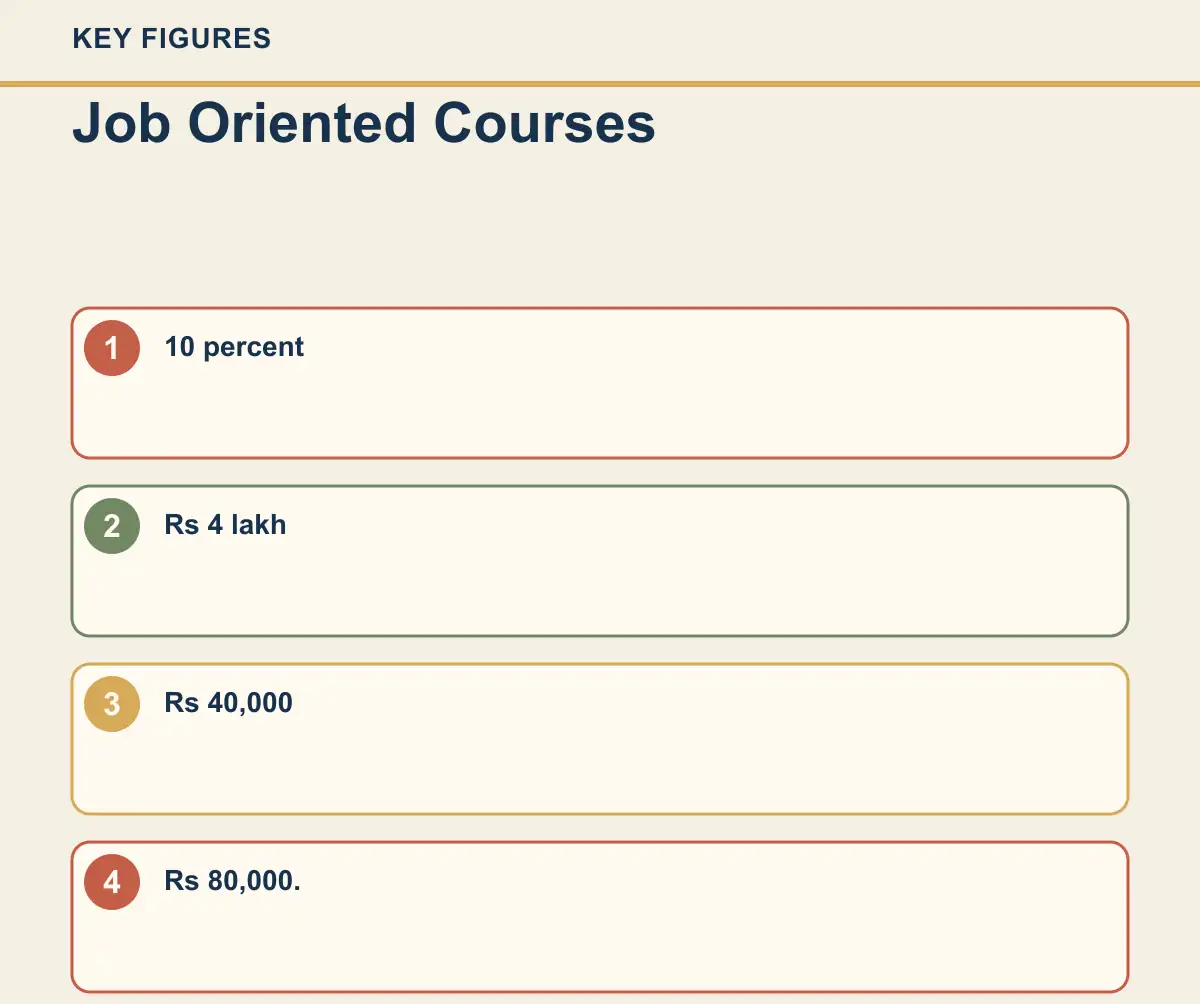 KEY FIGURES
Job Oriented Courses
1 10 percent
2 Rs 4 lakh
3 Rs 40,000
4 Rs 80,000.